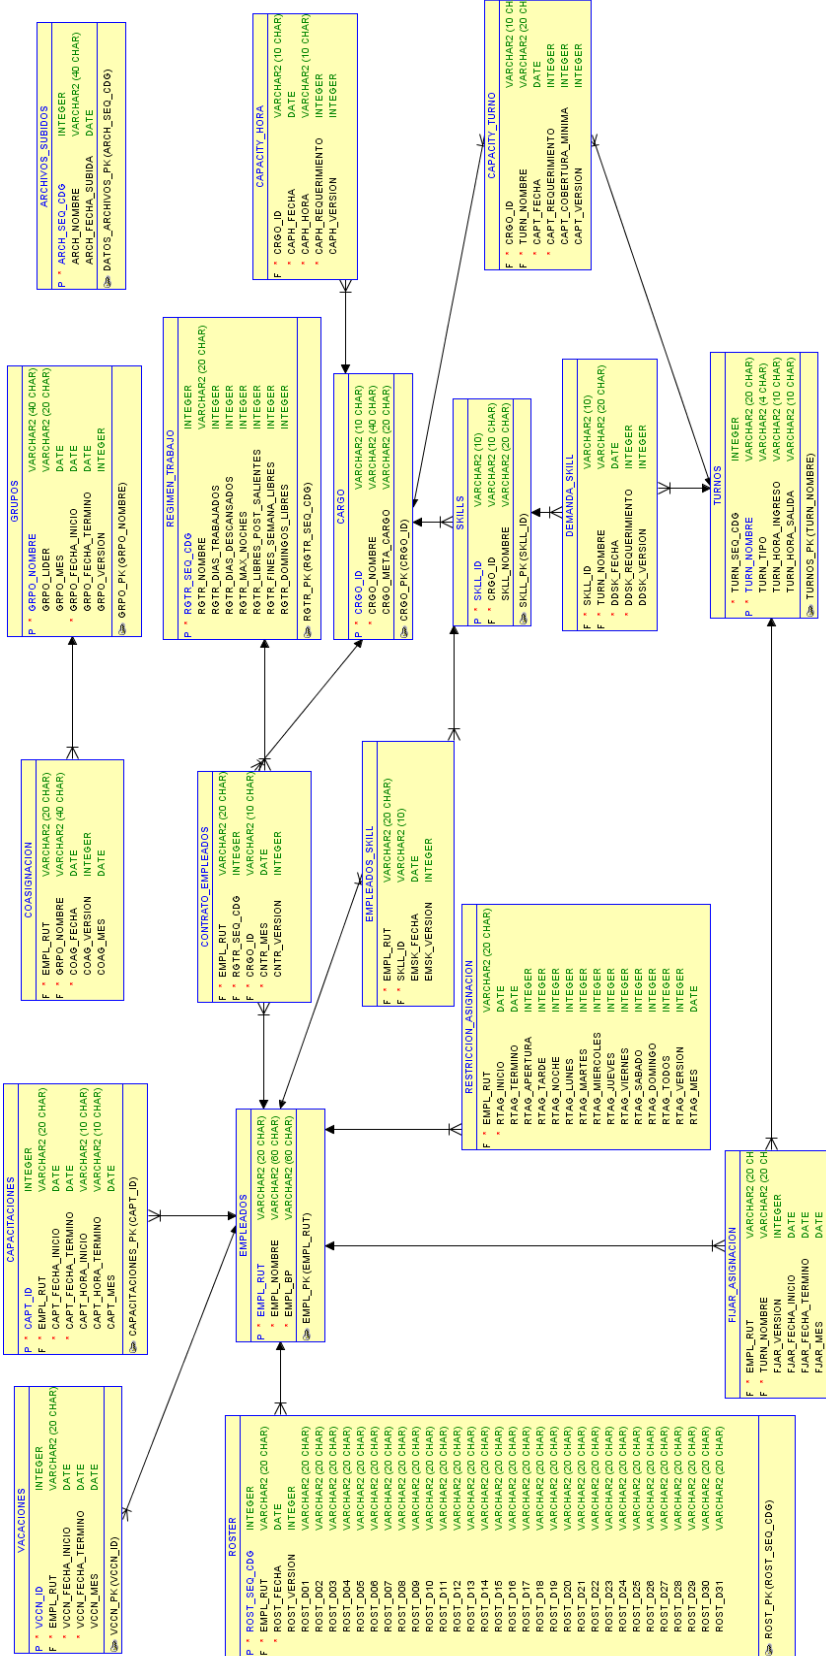 ARCHIVOS_SUBIDOS
P * ARCH_SEQ_CDG INTEGER
* ARCH_NOMBRE VARCHAR2 (40 CHAR)
ARCH_FECHA_SUBIDA DATE
DATOS_ARCHIVOS_PK (ARCH_SEQ_CDG)
CAPACITY_HORA
F * CRGO_ID VARCHAR2 (10 CHAR)
* CAPH_FECHA DATE
* CAPH_HORA VARCHAR2 (10 CHAR)
* CAPH_REQUERIMIENTO INTEGER
CAPH_VERSION INTEGER
CAPACITY_TURNO
F * CRGO_ID VARCHAR2 (10 CH
F * TURN_NOMBRE VARCHAR2 (20 CH
* CAPT_FECHA DATE
* CAPT_REQUERIMIENTO INTEGER
CAPT_COBERTURA_MINIMA INTEGER
CAPT_VERSION INTEGER
GRUPOS
P * GRPO_NOMBRE VARCHAR2 (40 CHAR)
GRPO_LIDER VARCHAR2 (20 CHAR)
GRPO_MES DATE
* GRPO_FECHA_INICIO DATE
GRPO_FECHA_TERMINO DATE
GRPO_VERSION INTEGER
GRPO_PK (GRPO_NOMBRE)
REGIMEN_TRABAJO
P * RGTR_SEQ_CDG INTEGER
RGTR_NOMBRE VARCHAR2 (20 CHAR)
RGTR_DIAS_TRABAJADOS INTEGER
RGTR_DIAS_DESCANSADOS INTEGER
RGTR_MAX_NOCHES INTEGER
RGTR_LIBRES_POST_SALIENTES INTEGER
RGTR_FINES_SEMANA_LIBRES INTEGER
RGTR_DOMINGOS_LIBRES INTEGER
RGTR_PK (RGTR_SEQ_CDG)
CARGO
P * CRGO_ID VARCHAR2 (10 CHAR)
* CRGO_NOMBRE VARCHAR2 (40 CHAR)
CRGO_META_CARGO VARCHAR2 (20 CHAR)
CRGO_PK (CRGO_ID)
SKILLS
P * SKLL_ID VARCHAR2 (10)
F * CRGO_ID VARCHAR2 (10 CHAR)
SKLL_NOMBRE VARCHAR2 (20 CHAR)
SKLL_PK (SKLL_ID)
DEMANDA_SKILL
F * SKLL_ID VARCHAR2 (10)
F * TURN_NOMBRE VARCHAR2 (20 CHAR)
DDSK_FECHA DATE
* DDSK_REQUERIMIENTO INTEGER
DDSK_VERSION INTEGER
TURNOS
* TURN_SEQ_CDG INTEGER
P * TURN_NOMBRE VARCHAR2 (20 CHAR)
TURN_TIPO VARCHAR2 (4 CHAR)
TURN_HORA_INGRESO VARCHAR2 (10 CHAR)
TURN_HORA_SALIDA VARCHAR2 (10 CHAR)
TURNOS_PK (TURN_NOMBRE)
COASIGNACION
F * EMPL_RUT VARCHAR2 (20 CHAR)
F * GRPO_NOMBRE VARCHAR2 (40 CHAR)
* COAG_FECHA DATE
COAG_VERSION INTEGER
COAG_MES DATE
CONTRATO_EMPLEADOS
F * EMPL_RUT VARCHAR2 (20 CHAR)
F * RGTR_SEQ_CDG INTEGER
F * CRGO_ID VARCHAR2 (10 CHAR)
* CNTR_MES DATE
CNTR_VERSION INTEGER
EMPLEADOS_SKILL
F * EMPL_RUT VARCHAR2 (20 CHAR)
F * SKLL_ID VARCHAR2 (10)
EMSK_FECHA DATE
EMSK_VERSION INTEGER
RESTRICCION_ASIGNACION
F * EMPL_RUT VARCHAR2 (20 CHAR)
* RTAG_INICIO DATE
RTAG_TERMINO DATE
RTAG_APERTURA INTEGER
RTAG_TARDE INTEGER
RTAG_NOCHE INTEGER
RTAG_LUNES INTEGER
RTAG_MARTES INTEGER
RTAG_MIERCOLES INTEGER
RTAG_JUEVES INTEGER
RTAG_VIERNES INTEGER
RTAG_SABADO INTEGER
RTAG_DOMINGO INTEGER
RTAG_TODOS INTEGER
RTAG_VERSION INTEGER
RTAG_MES DATE
CAPACITACIONES
P * CAPT_ID INTEGER
F * EMPL_RUT VARCHAR2 (20 CHAR)
* CAPT_FECHA_INICIO DATE
* CAPT_FECHA_TERMINO DATE
CAPT_HORA_INICIO VARCHAR2 (10 CHAR)
CAPT_HORA_TERMINO VARCHAR2 (10 CHAR)
CAPT_MES DATE
CAPACITACIONES_PK (CAPT_ID)
EMPLEADOS
P * EMPL_RUT VARCHAR2 (20 CHAR)
* EMPL_NOMBRE VARCHAR2 (60 CHAR)
* EMPL_BP VARCHAR2 (60 CHAR)
EMPL_PK (EMPL_RUT)
FIJAR_ASIGNACION
F * EMPL_RUT VARCHAR2 (20 CH
F * TURN_NOMBRE VARCHAR2 (20 CH
FJAR_VERSION INTEGER
FJAR_FECHA_INICIO DATE
FJAR_FECHA_TERMINO DATE
FJAR_MES DATE
VACACIONES
P * VCCN_ID INTEGER
F * EMPL_RUT VARCHAR2 (20 CHAR)
* VCCN_FECHA_INICIO DATE
* VCCN_FECHA_TERMINO DATE
VCCN_MES DATE
VCCN_PK (VCCN_ID)
ROSTER
P * ROST_SEQ_CDG INTEGER
F * EMPL_RUT VARCHAR2 (20 CHAR)
* ROST_FECHA DATE
ROST_VERSION INTEGER
ROST_D01 VARCHAR2 (20 CHAR)
ROST_D02 VARCHAR2 (20 CHAR)
ROST_D03 VARCHAR2 (20 CHAR)
ROST_D04 VARCHAR2 (20 CHAR)
ROST_D05 VARCHAR2 (20 CHAR)
ROST_D06 VARCHAR2 (20 CHAR)
ROST_D07 VARCHAR2 (20 CHAR)
ROST_D08 VARCHAR2 (20 CHAR)
ROST_D09 VARCHAR2 (20 CHAR)
ROST_D10 VARCHAR2 (20 CHAR)
ROST_D11 VARCHAR2 (20 CHAR)
ROST_D12 VARCHAR2 (20 CHAR)
ROST_D13 VARCHAR2 (20 CHAR)
ROST_D14 VARCHAR2 (20 CHAR)
ROST_D15 VARCHAR2 (20 CHAR)
ROST_D16 VARCHAR2 (20 CHAR)
ROST_D17 VARCHAR2 (20 CHAR)
ROST_D18 VARCHAR2 (20 CHAR)
ROST_D19 VARCHAR2 (20 CHAR)
ROST_D20 VARCHAR2 (20 CHAR)
ROST_D21 VARCHAR2 (20 CHAR)
ROST_D22 VARCHAR2 (20 CHAR)
ROST_D23 VARCHAR2 (20 CHAR)
ROST_D24 VARCHAR2 (20 CHAR)
ROST_D25 VARCHAR2 (20 CHAR)
ROST_D26 VARCHAR2 (20 CHAR)
ROST_D27 VARCHAR2 (20 CHAR)
ROST_D28 VARCHAR2 (20 CHAR)
ROST_D29 VARCHAR2 (20 CHAR)
ROST_D30 VARCHAR2 (20 CHAR)
ROST_D31 VARCHAR2 (20 CHAR)
ROST_PK (ROST_SEQ_CDG)